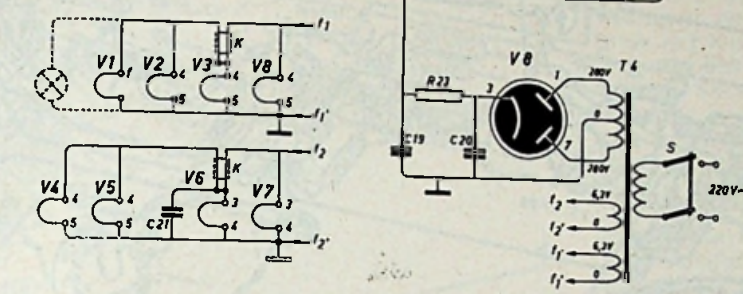 f1
K
V1 V2 V3 V8
f 4 4 4
5 5 5
f1'
f2
K
V4 V5 V6 V7
4 4 3 3
5 5 C21 4 4
f2'
V8
T4
R23 3 1 280V
0
C19 C20 7
280V
S
220V~
f2 6,3V
f2' 0
f1 6,3V
f1' 0